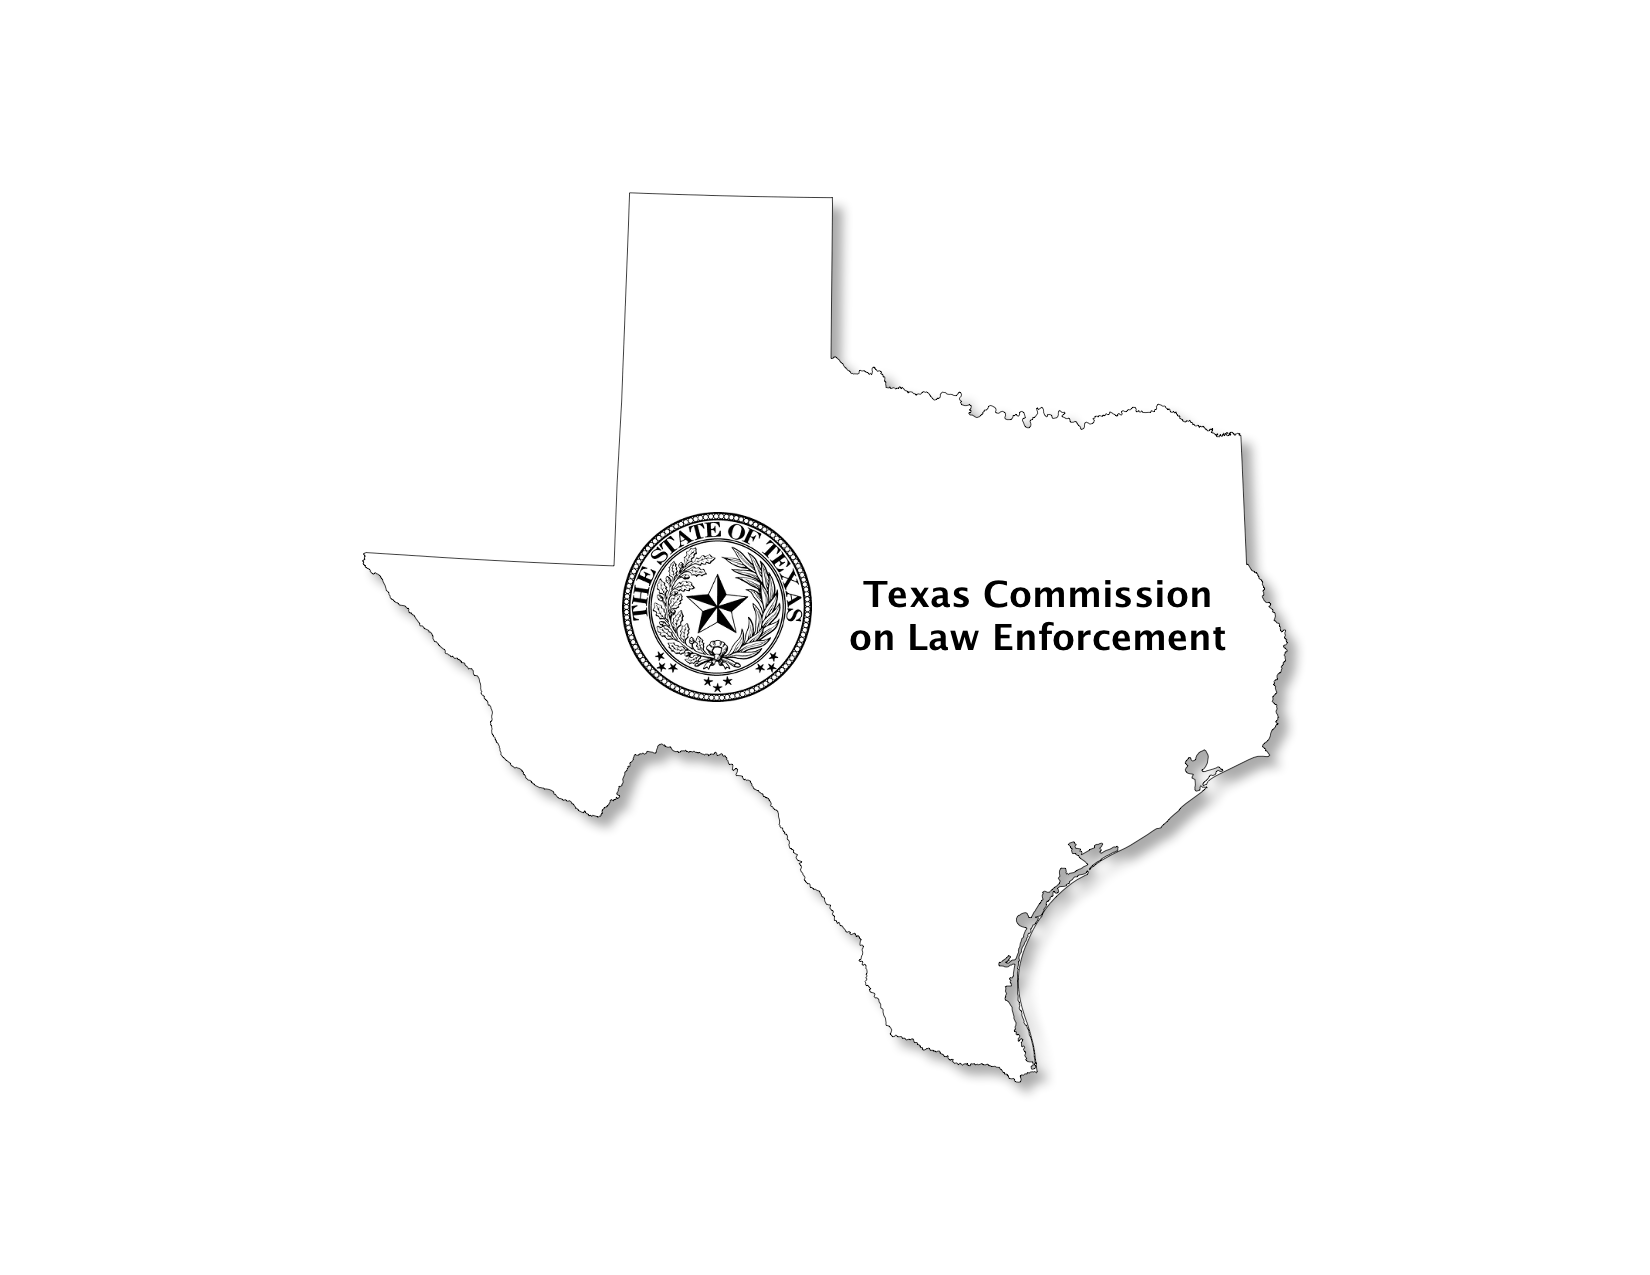 THE STATE OF TEXAS
Texas Commission
on Law Enforcement